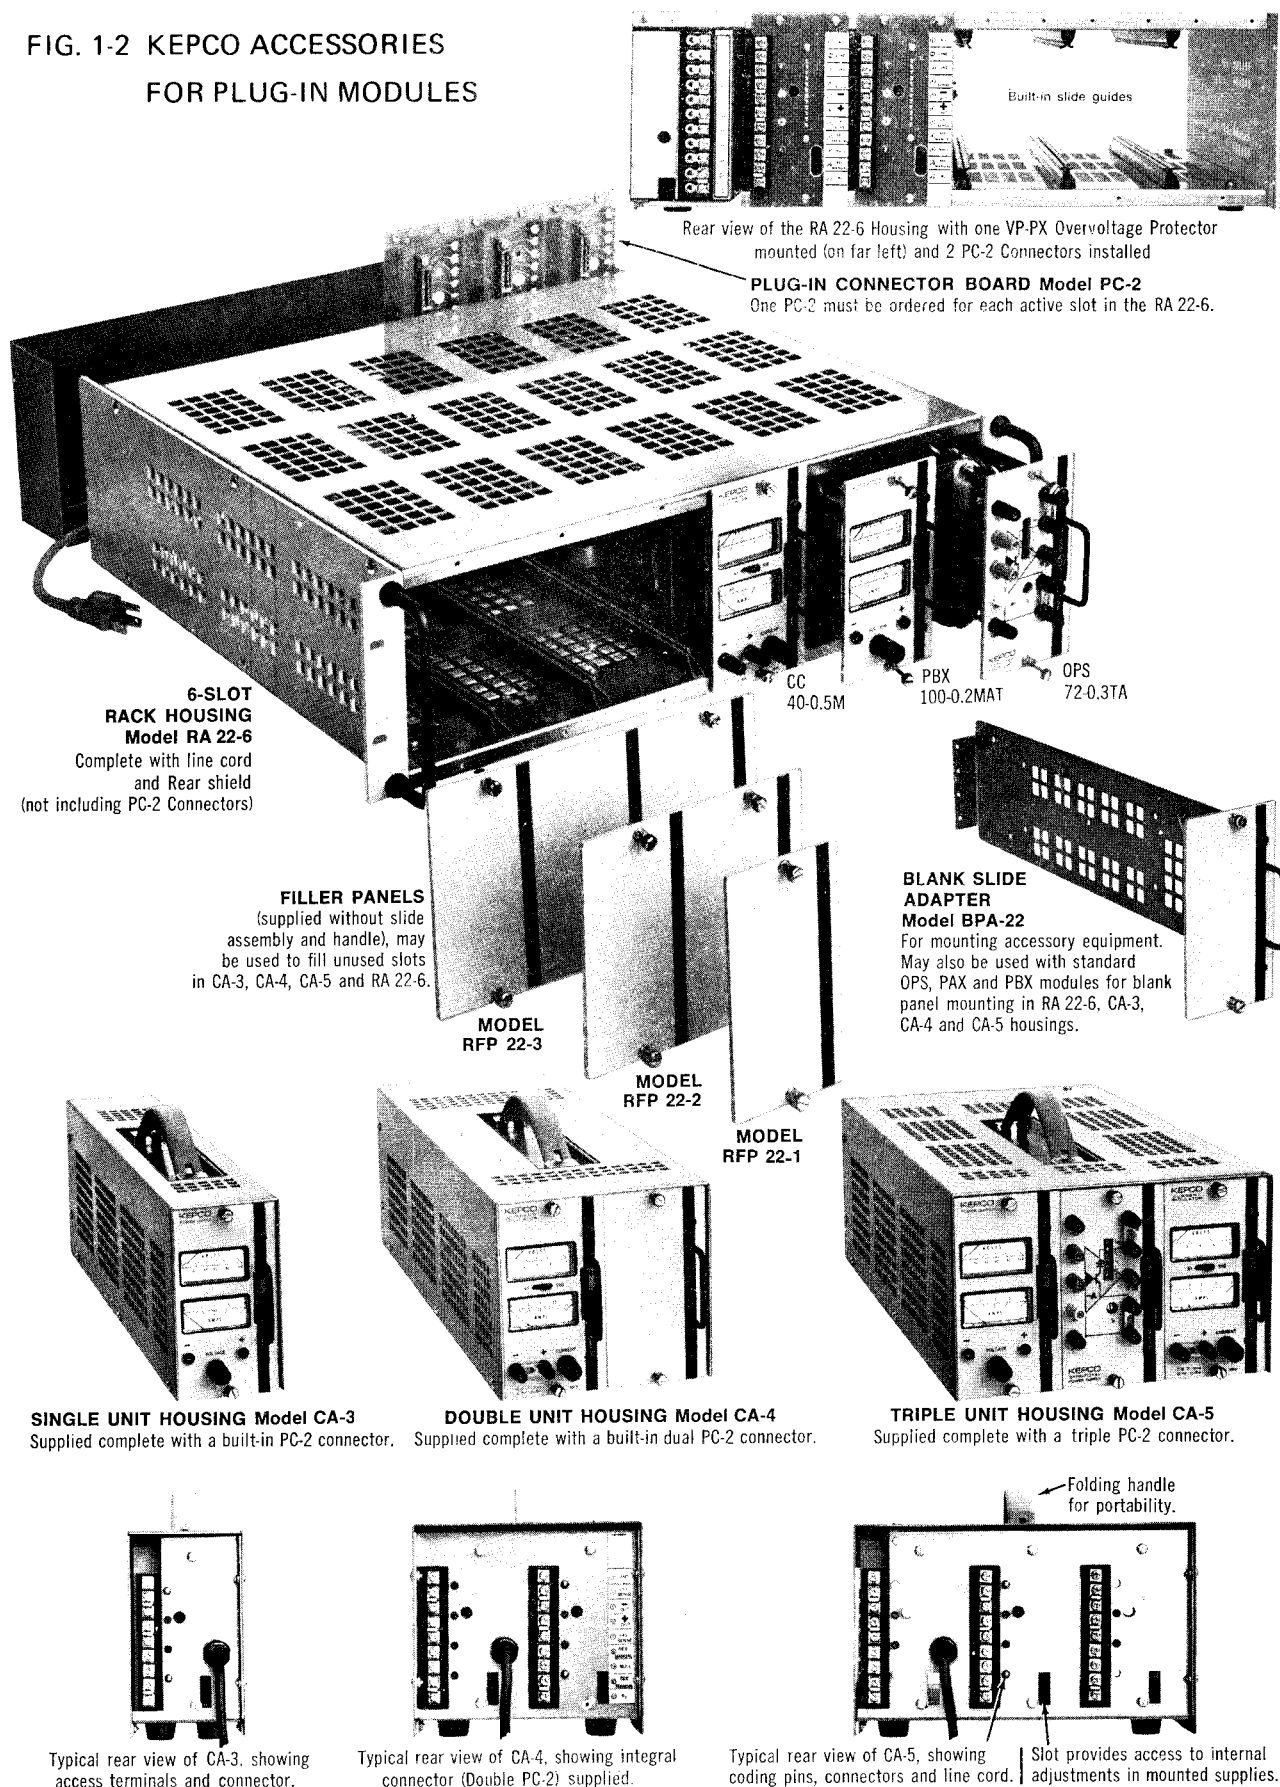 FIG. 1-2 KEPCO ACCESSORIES
FOR PLUG-IN MODULES
Built-in slide guides
Rear view of the RA 22-6 Housing with one VP-PX Overvoltage Protector
mounted (on far left) and 2 PC-2 Connectors installed
PLUG-IN CONNECTOR BOARD Model PC-2
One PC-2 must be ordered for each active slot in the RA 22-6.
KEPCO
KEPCO
CC
40-0.5M
PBX
100-0.2MAT
OPS
72-0.3TA
6-SLOT
RACK HOUSING
Model RA 22-6
Complete with line cord
and Rear shield
(not including PC-2 Connectors)
FILLER PANELS
(supplied without slide
assembly and handle), may
be used to fill unused slots
in CA-3, CA-4, CA-5 and RA 22-6.
MODEL
RFP 22-3
MODEL
RFP 22-2
MODEL
RFP 22-1
BLANK SLIDE
ADAPTER
Model BPA-22
For mounting accessory equipment.
May also be used with standard
OPS, PAX and PBX modules for blank
panel mounting in RA 22-6, CA-3,
CA-4 and CA-5 housings.
KEPCO
KEPCO
KEPCO
KEPCO
KEPCO
SINGLE UNIT HOUSING Model CA-3
Supplied complete with a built-in PC-2 connector.
DOUBLE UNIT HOUSING Model CA-4
Supplied complete with a built-in dual PC-2 connector.
TRIPLE UNIT HOUSING Model CA-5
Supplied complete with a triple PC-2 connector.
Folding handle
for portability.
Typical rear view of CA-3, showing
access terminals and connector.
Typical rear view of CA-4, showing integral
connector (Double PC-2) supplied.
Typical rear view of CA-5, showing
coding pins, connectors and line cord.
Slot provides access to internal
adjustments in mounted supplies.